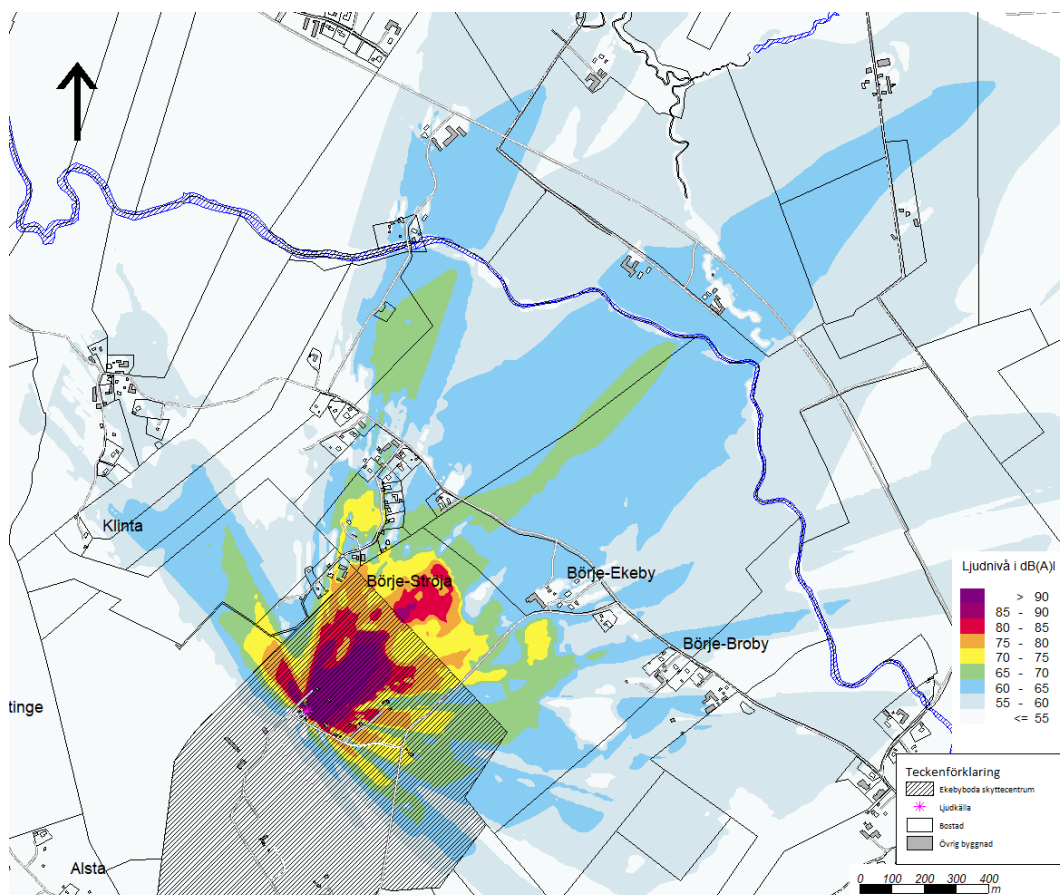 Klinta
Börje-Ströja
Börje-Ekeby
Börje-Broby
tinge
Alsta
Ljudnivå i dB(A)I
> 90
85 - 90
80 - 85
75 - 80
70 - 75
65 - 70
60 - 65
55 - 60
<= 55
Teckenförklaring
Ekebyboda skyttecentrum
Ljudkälla
Bostad
Övrig byggnad
0 100 200 300 400
m